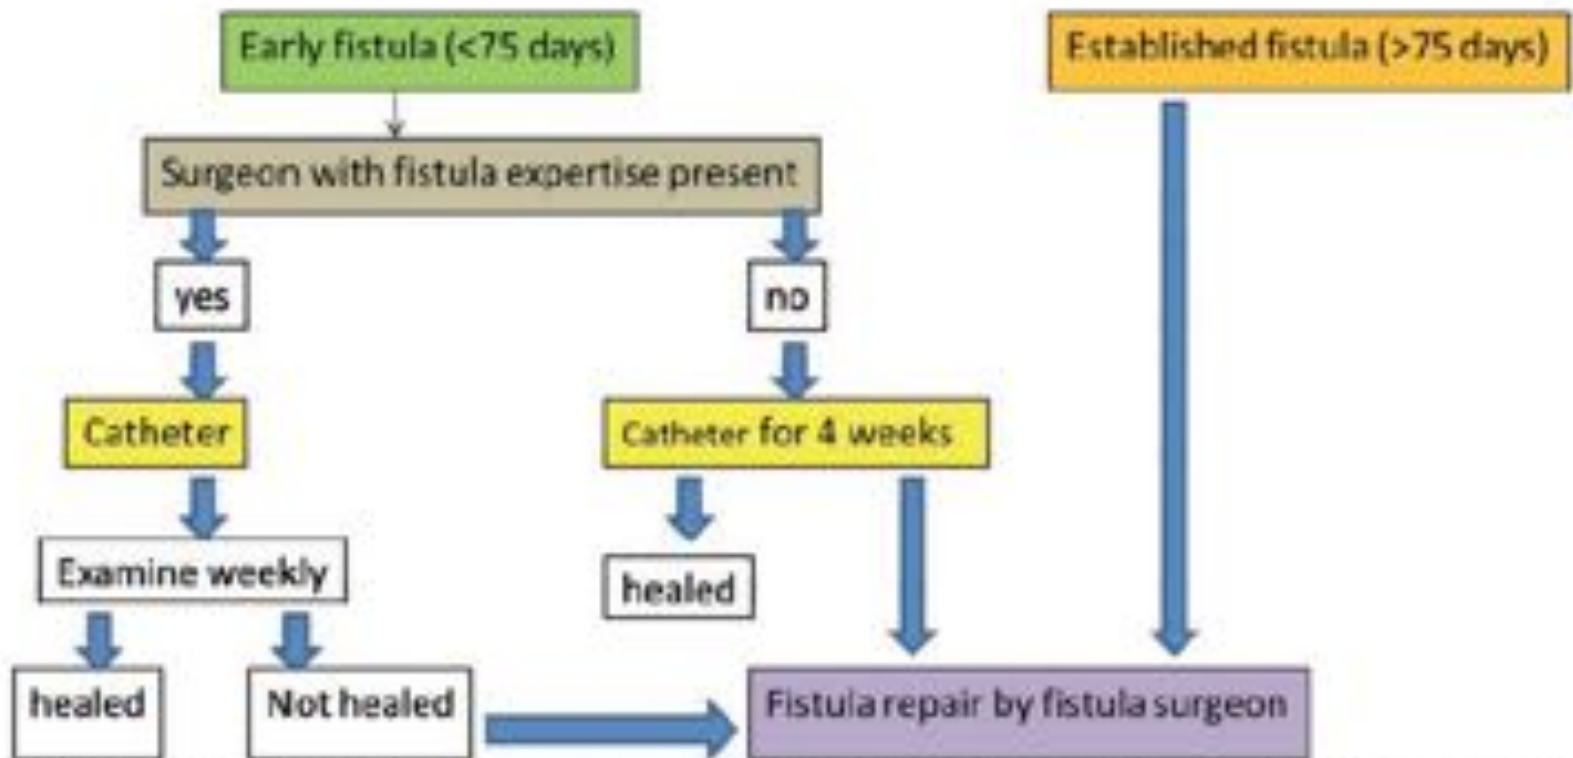 Early fistula (<75 days)
Established fistula (>75 days)
Surgeon with fistula expertise present
yes
no
Catheter
Catheter for 4 weeks
Examine weekly
healed
healed
Not healed
Fistula repair by fistula surgeon